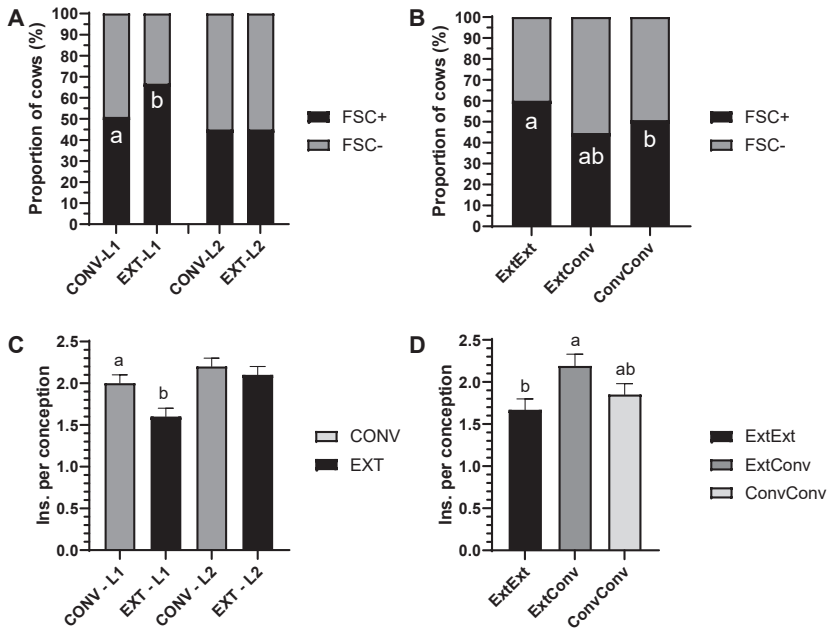 A
Proportion of cows (%)
100
90
80
70
60
50
40
30
20
10
0
a
b
CONV-L1
EXT-L1
CONV-L2
EXT-L2
FSC+
FSC-
B
Proportion of cows (%)
100
90
80
70
60
50
40
30
20
10
0
a
ab
b
ExtExt
ExtConv
ConvConv
FSC+
FSC-
C
Ins. per conception
2.5
2.0
1.5
1.0
0.5
0.0
a
b
CONV - L1
EXT - L1
CONV - L2
EXT - L2
CONV
EXT
D
Ins. per conception
2.5
2.0
1.5
1.0
0.5
0.0
b
a
ab
ExtExt
ExtConv
ConvConv
ExtExt
ExtConv
ConvConv